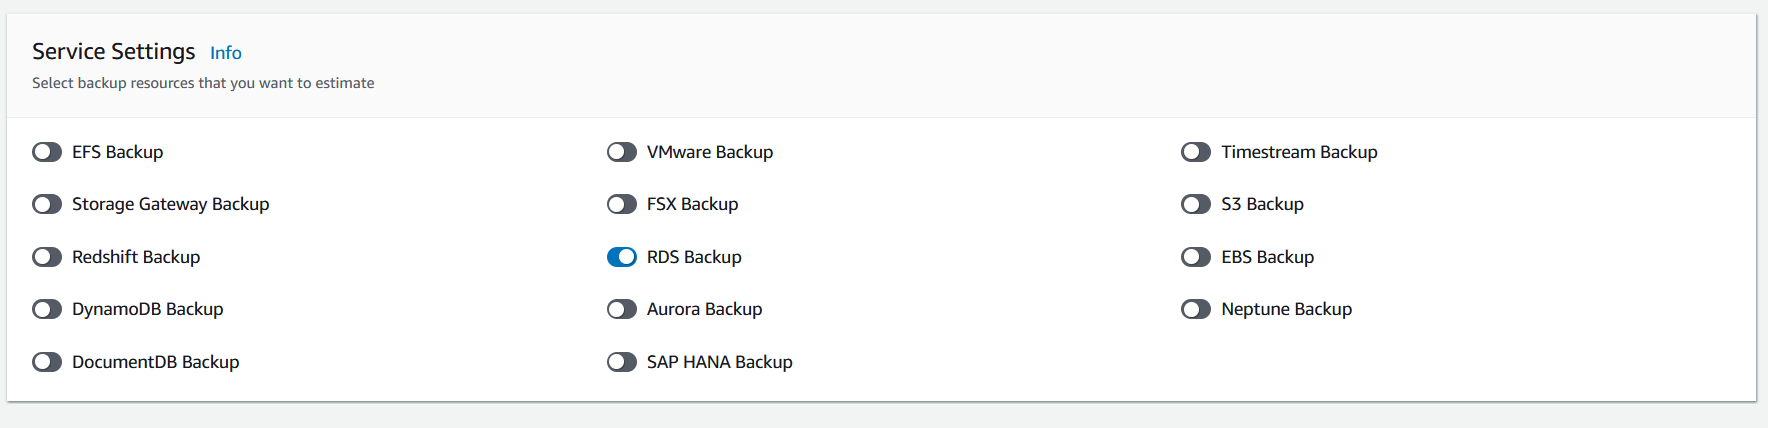 Service Settings Info
Select backup resources that you want to estimate
EFS Backup
VMware Backup
Timestream Backup
Storage Gateway Backup
FSX Backup
S3 Backup
Redshift Backup
RDS Backup
EBS Backup
DynamoDB Backup
Aurora Backup
Neptune Backup
DocumentDB Backup
SAP HANA Backup